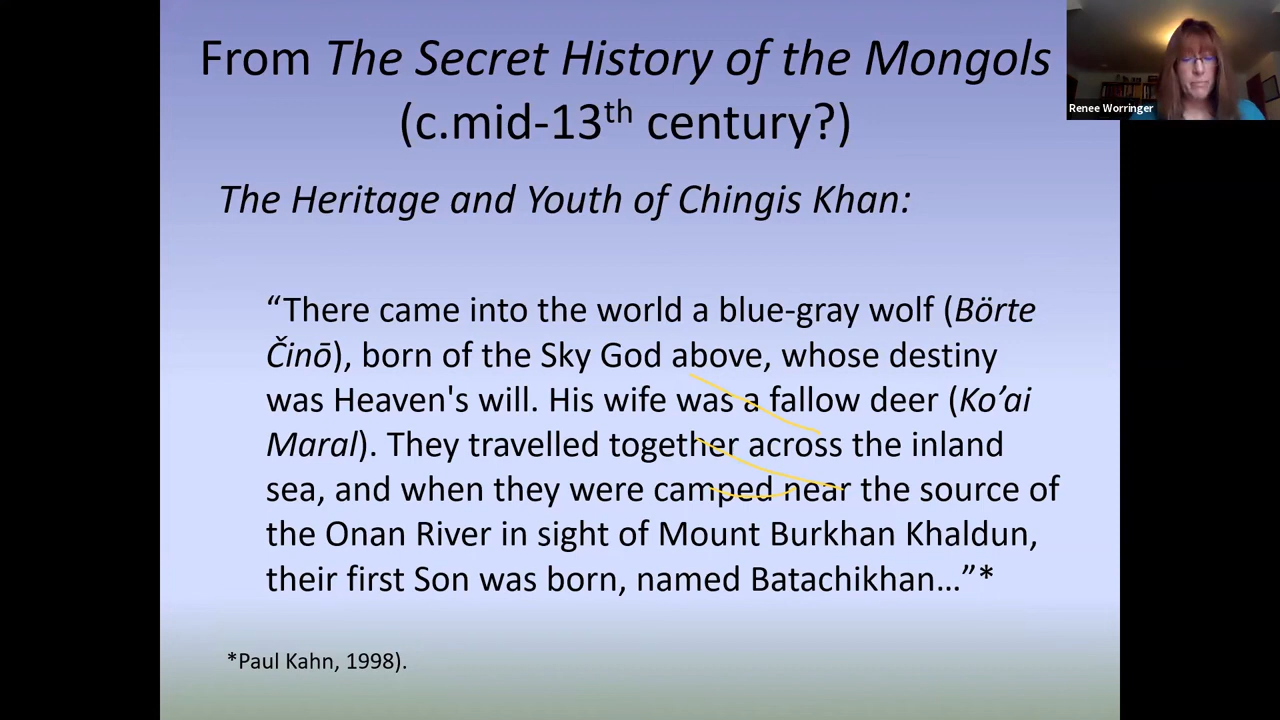 From The Secret History of the Mongols
(c.mid-13th century?)
Renee Worringer
The Heritage and Youth of Chingis Khan:
“There came into the world a blue-gray wolf (Börte
Činō), born of the Sky God above, whose destiny
was Heaven's will. His wife was a fallow deer (Ko’ai
Maral). They travelled together across the inland
sea, and when they were camped near the source of
the Onan River in sight of Mount Burkhan Khaldun,
their first Son was born, named Batachikhan…”*
*Paul Kahn, 1998).